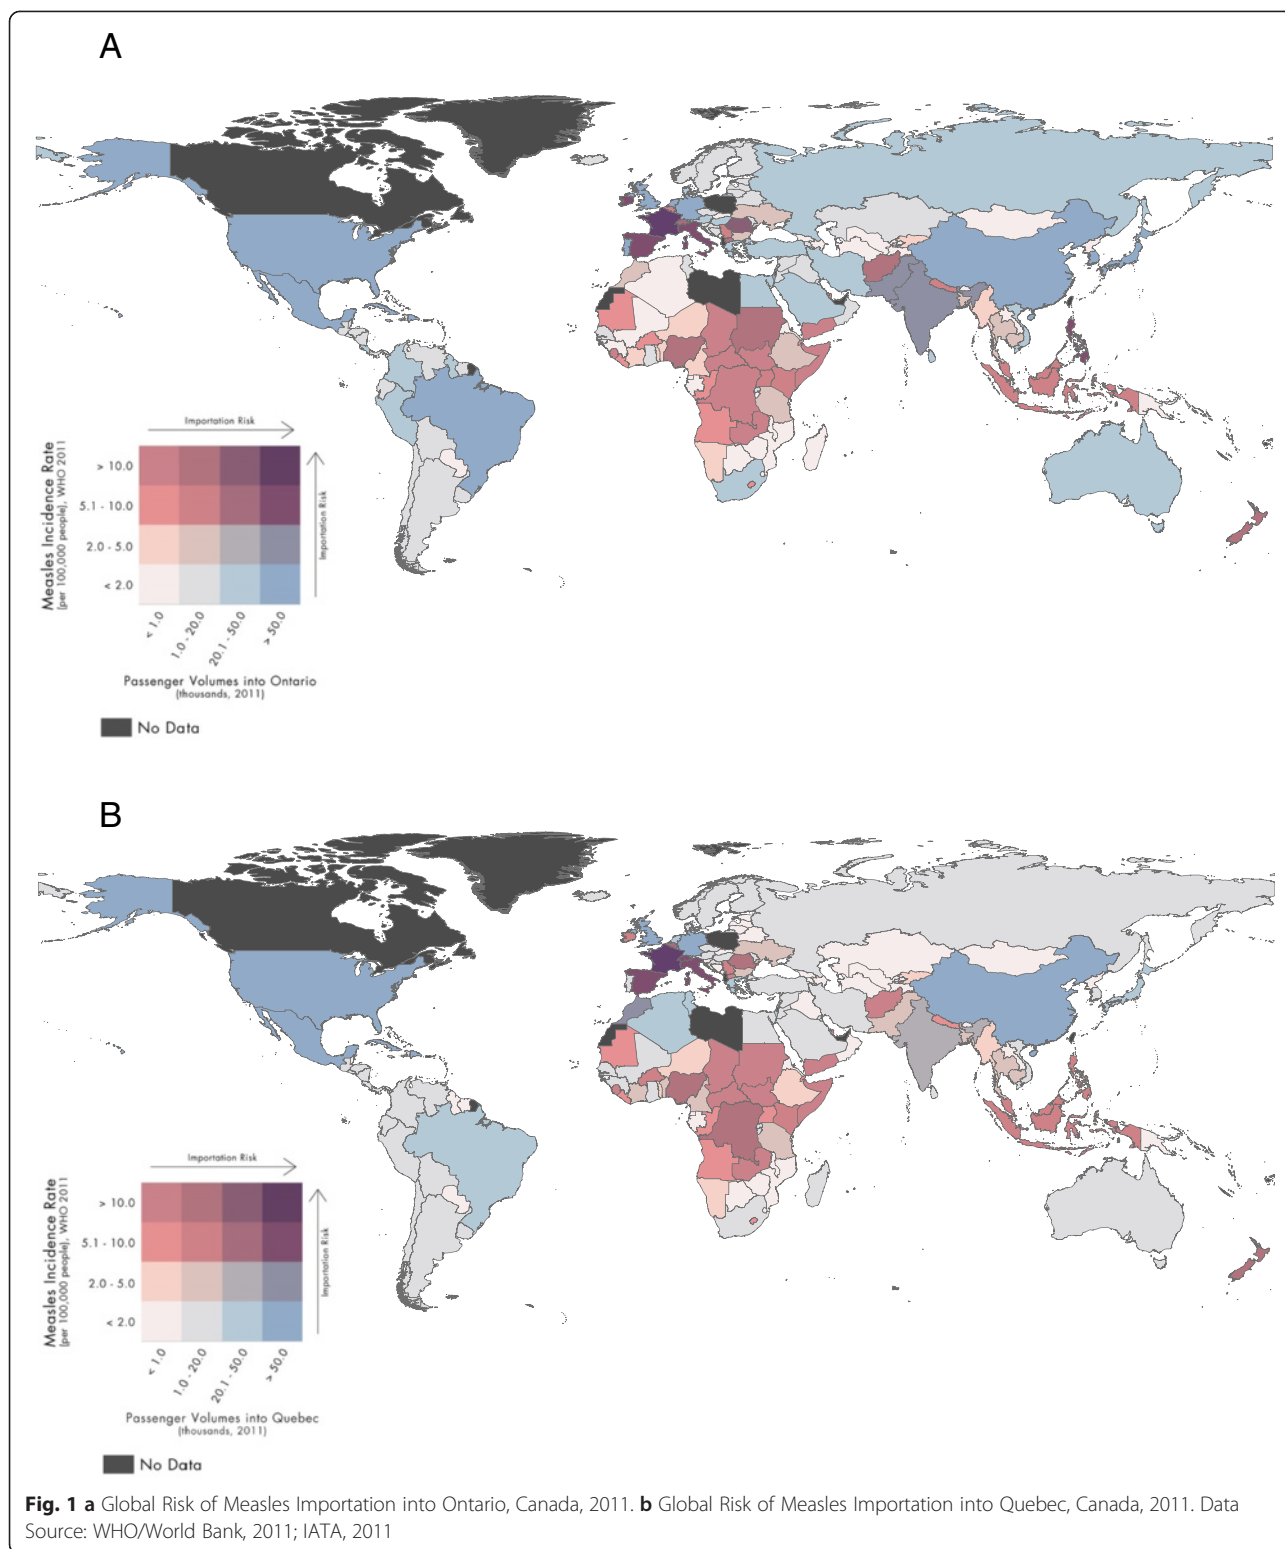 A
Importation Risk
Measles Incidence Rate
(per 100,000 people), WHO 2011
> 10.0
5.1 - 10.0
2.0 - 5.0
< 2.0
Importation Risk
< 1.0
1.0 - 20.0
20.1 - 50.0
> 50.0
Passenger Volumes into Ontario
(thousands, 2011)
No Data
B
Importation Risk
Measles Incidence Rate
(per 100,000 people), WHO 2011
> 10.0
5.1 - 10.0
2.0 - 5.0
< 2.0
Importation Risk
< 1.0
1.0 - 20.0
20.1 - 50.0
> 50.0
Passenger Volumes into Quebec
(thousands, 2011)
No Data
Fig. 1 a Global Risk of Measles Importation into Ontario, Canada, 2011. b Global Risk of Measles Importation into Quebec, Canada, 2011. Data
Source: WHO/World Bank, 2011; IATA, 2011